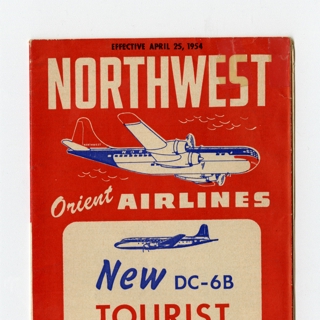 EFFECTIVE APRIL 25, 1954
NORTHWEST
Orient AIRLINES
New DC-6B
TOURIST